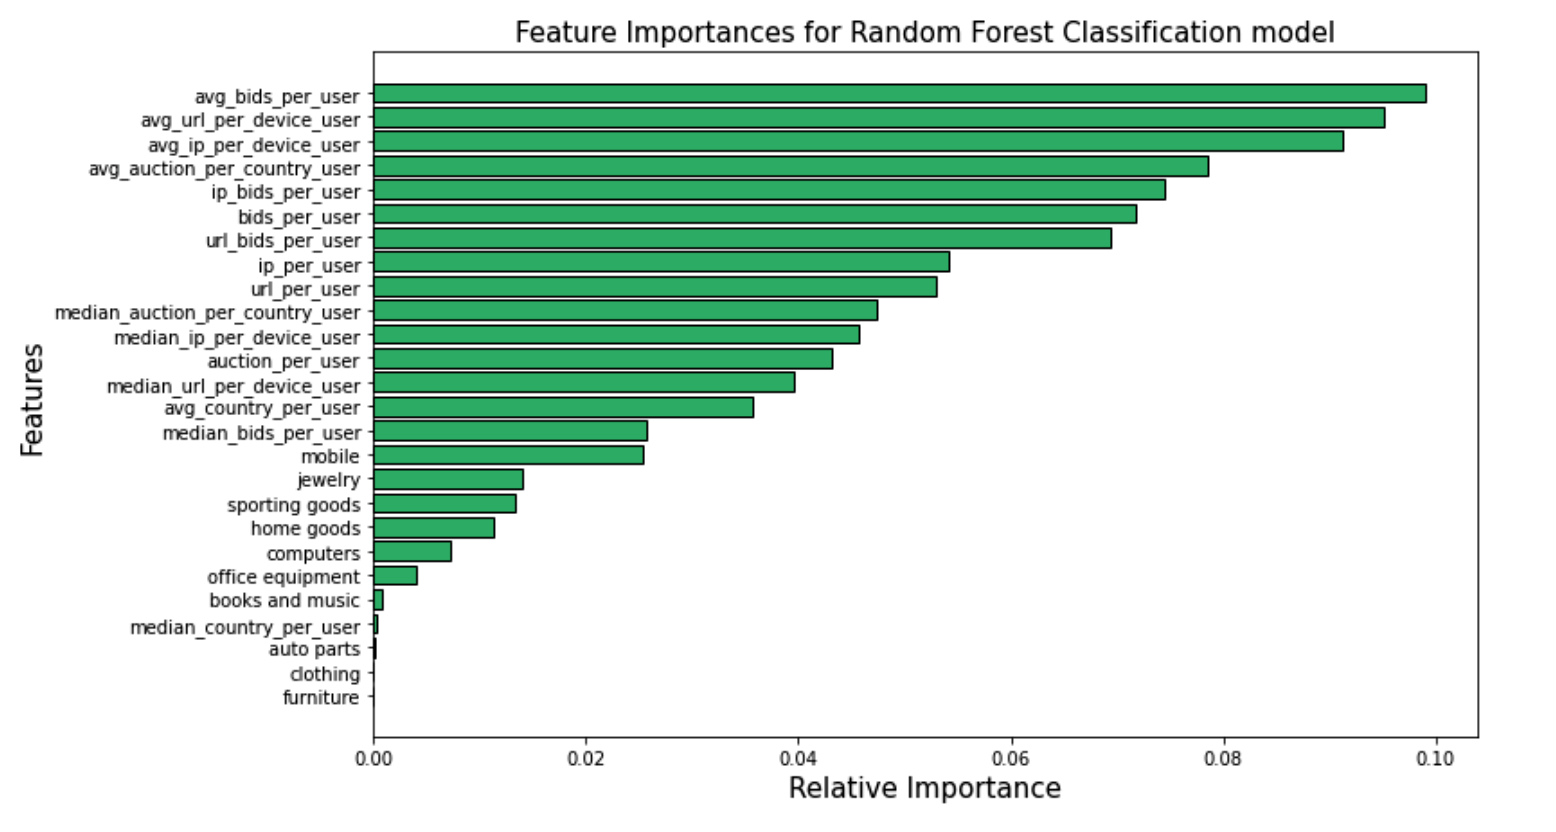 Feature Importances for Random Forest Classification model
avg_bids_per_user
avg_url_per_device_user
avg_ip_per_device_user
avg_auction_per_country_user
ip_bids_per_user
bids_per_user
url_bids_per_user
ip_per_user
url_per_user
median_auction_per_country_user
median_ip_per_device_user
auction_per_user
median_url_per_device_user
avg_country_per_user
median_bids_per_user
mobile
jewelry
sporting goods
home goods
computers
office equipment
books and music
median_country_per_user
auto parts
clothing
furniture
Features
0.00 0.02 0.04 0.06 0.08 0.10
Relative Importance